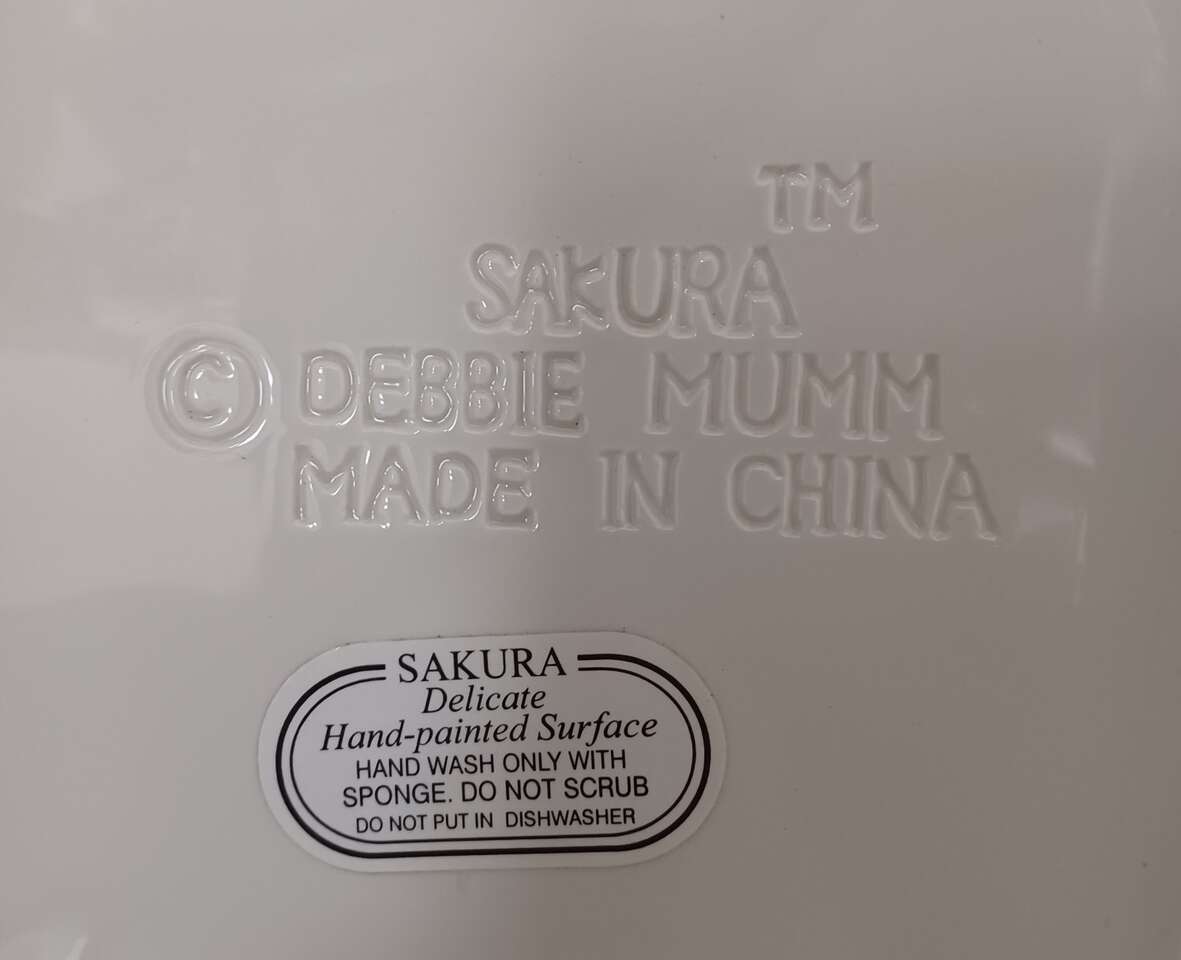 TM
SAKURA
© DEBBIE MUMM
MADE IN CHINA
SAKURA
Delicate
Hand-painted Surface
HAND WASH ONLY WITH
SPONGE. DO NOT SCRUB
DO NOT PUT IN DISHWASHER